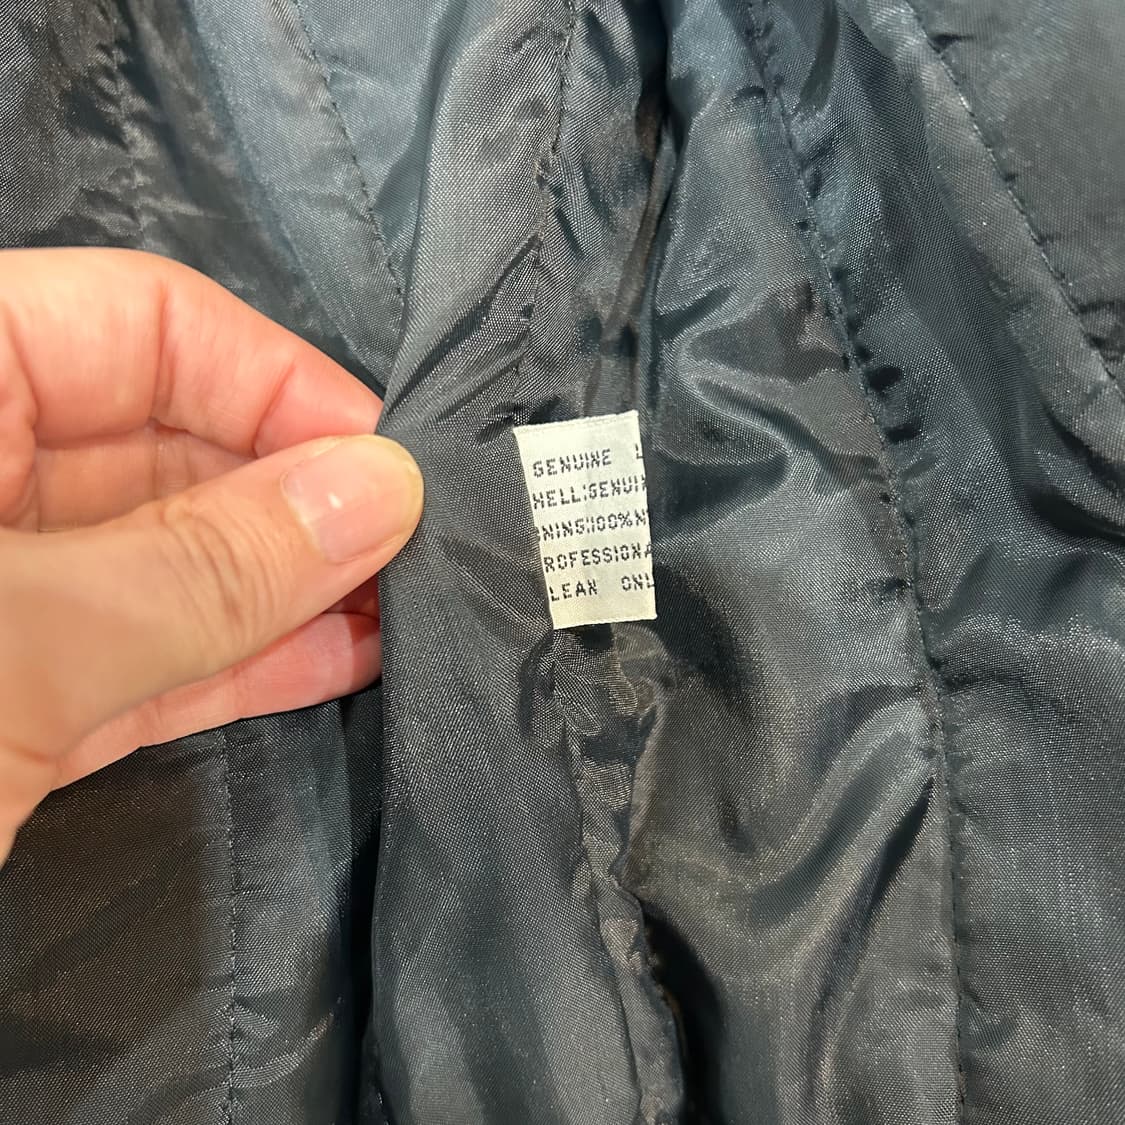 GENUINE L
HELL:GENUIN
NING:100%N
ROFESSIONA
LEAN ONL